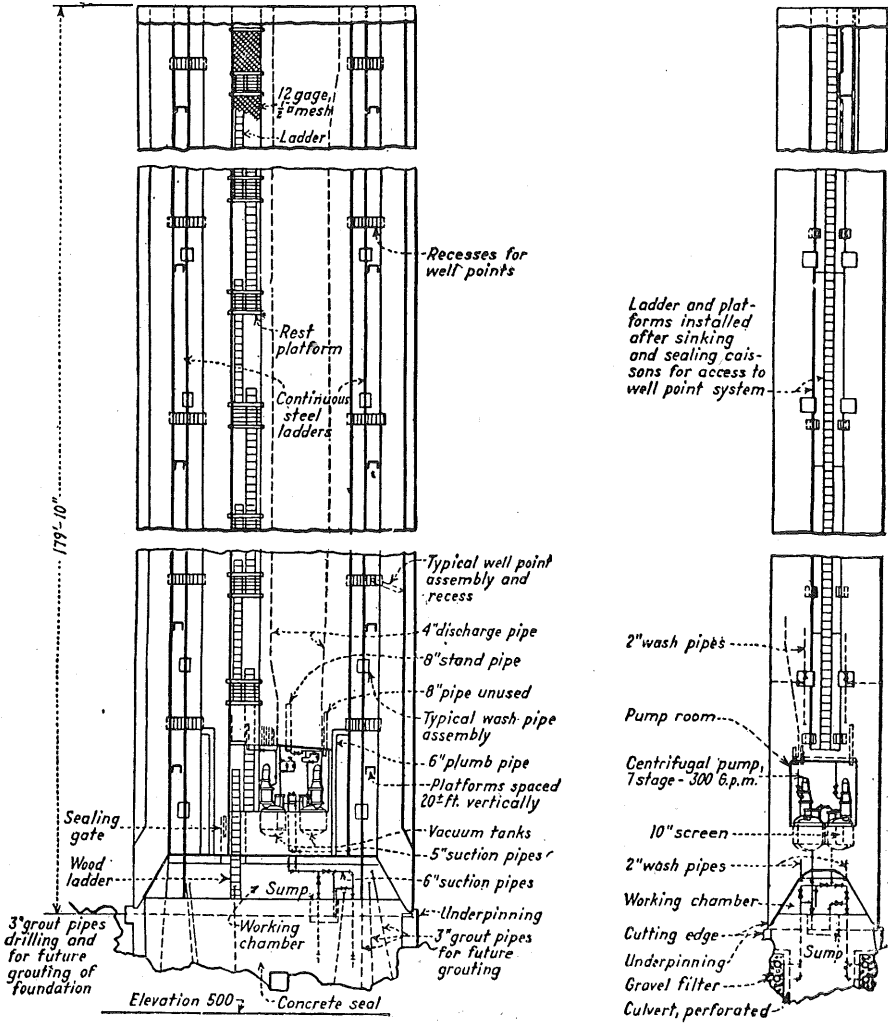 12 gage,
½"□ mesh
Ladder
Recesses for
well points
Rest
platform
Continuous
steel
ladders
179'-10"
Typical well point
assembly and
recess
4" discharge pipe
8" stand pipe
8" pipe unused
Typical wash pipe
assembly
6" plumb pipe
Platforms spaced
20± ft. vertically
Sealing
gate
Vacuum tanks
5" suction pipes
Wood
ladder
Sump
6" suction pipes
Working
chamber
Underpinning
3" grout pipes
drilling and
for future
grouting of
foundation
3" grout pipes
for future
grouting
Elevation 500
Concrete seal
Ladder and plat-
forms installed
after sinking
and sealing cais-
sons for access to
well point system
2" wash pipes
Pump room
Centrifugal pump,
7 stage - 300 G.p.m.
10" screen
2" wash pipes
Working chamber
Cutting edge
Sump
Underpinning
Gravel filter
Culvert, perforated